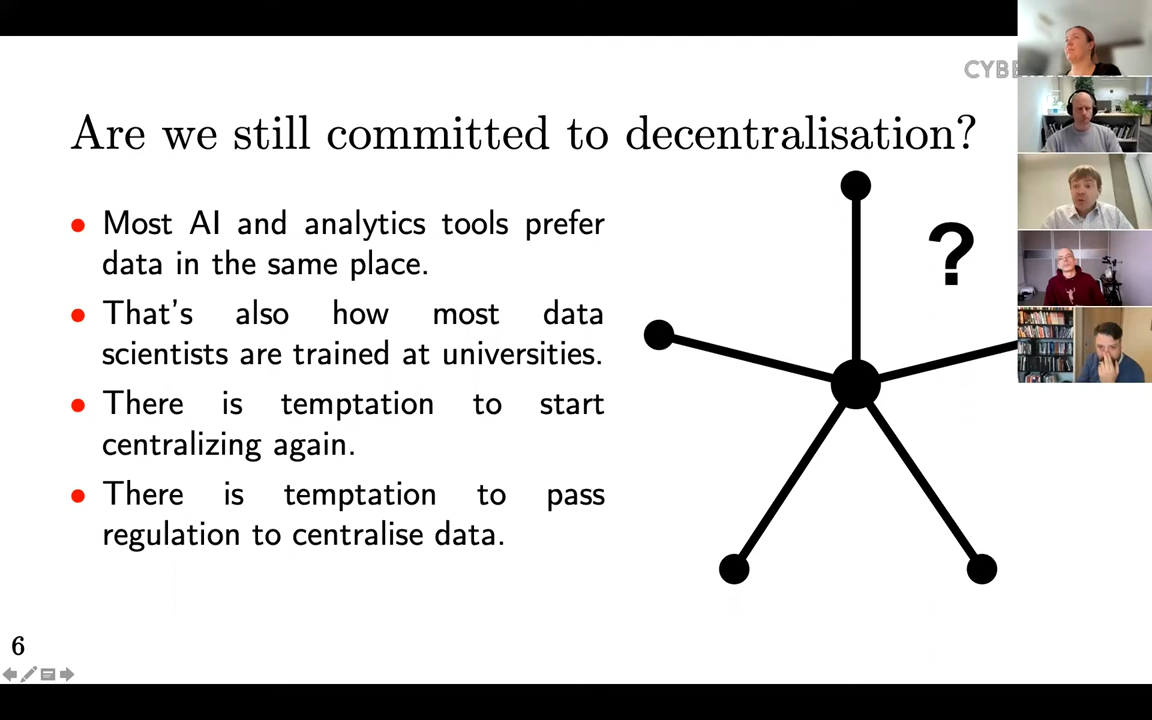 CYBE
Are we still committed to decentralisation?
Most AI and analytics tools prefer
data in the same place.
That's also how most data
scientists are trained at universities.
There is temptation to start
centralizing again.
There is temptation to pass
regulation to centralise data.
?
6